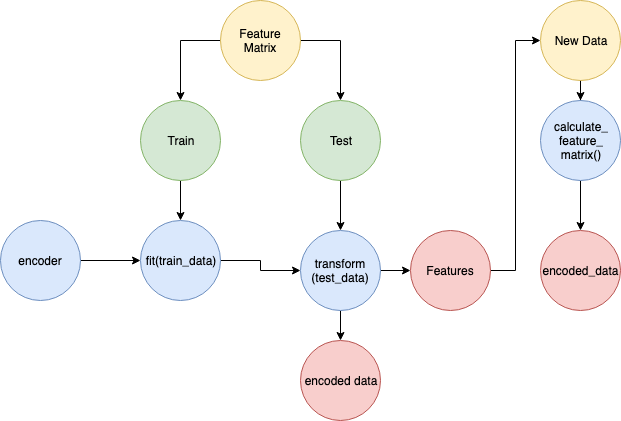 Feature
Matrix
New Data
Train
Test
calculate_
feature_
matrix()
encoder
fit(train_data)
transform
(test_data)
Features
encoded_data
encoded data